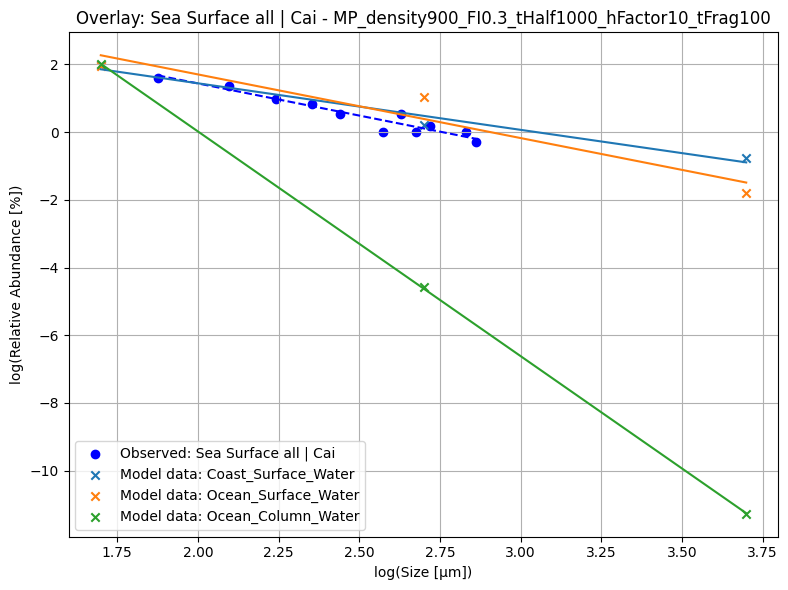 Overlay: Sea Surface all | Cai - MP_density900_FI0.3_tHalf1000_hFactor10_tFrag100
log(Relative Abundance [%])
2
0
−2
−4
−6
−8
−10
Observed: Sea Surface all | Cai
Model data: Coast_Surface_Water
Model data: Ocean_Surface_Water
Model data: Ocean_Column_Water
1.75 2.00 2.25 2.50 2.75 3.00 3.25 3.50 3.75
log(Size [µm])